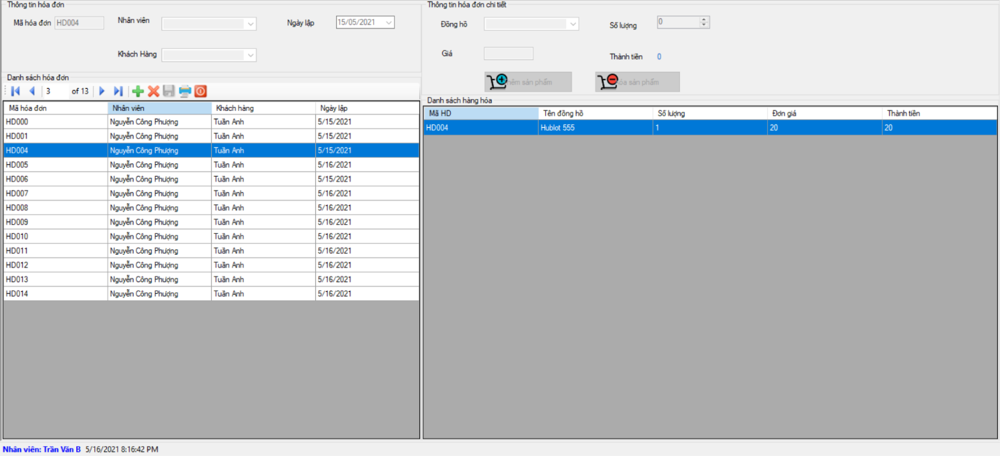 Thông tin hóa đơn
Mã hóa đơn HD004 Nhân viên Ngày lập 15/05/2021
Khách Hàng
Danh sách hóa đơn
3 of 13
Mã hóa đơn Nhân viên Khách hàng Ngày lập
HD000 Nguyễn Công Phượng Tuấn Anh 5/15/2021
HD001 Nguyễn Công Phượng Tuấn Anh 5/15/2021
HD004 Nguyễn Công Phượng Tuấn Anh 5/15/2021
HD005 Nguyễn Công Phượng Tuấn Anh 5/16/2021
HD006 Nguyễn Công Phượng Tuấn Anh 5/15/2021
HD007 Nguyễn Công Phượng Tuấn Anh 5/16/2021
HD008 Nguyễn Công Phượng Tuấn Anh 5/16/2021
HD009 Nguyễn Công Phượng Tuấn Anh 5/16/2021
HD010 Nguyễn Công Phượng Tuấn Anh 5/16/2021
HD011 Nguyễn Công Phượng Tuấn Anh 5/16/2021
HD012 Nguyễn Công Phượng Tuấn Anh 5/16/2021
HD013 Nguyễn Công Phượng Tuấn Anh 5/16/2021
HD014 Nguyễn Công Phượng Tuấn Anh 5/16/2021
Thông tin hóa đơn chi tiết
Đồng hồ Số lượng 0
Giá Thành tiền 0
sản phẩm sản phẩm
Danh sách hàng hóa
Mã HD Tên đồng hồ Số lượng Đơn giá Thành tiền
HD004 Hublot 555 1 20 20
Nhân viên: Trần Văn B 5/16/2021 8:16:42 PM